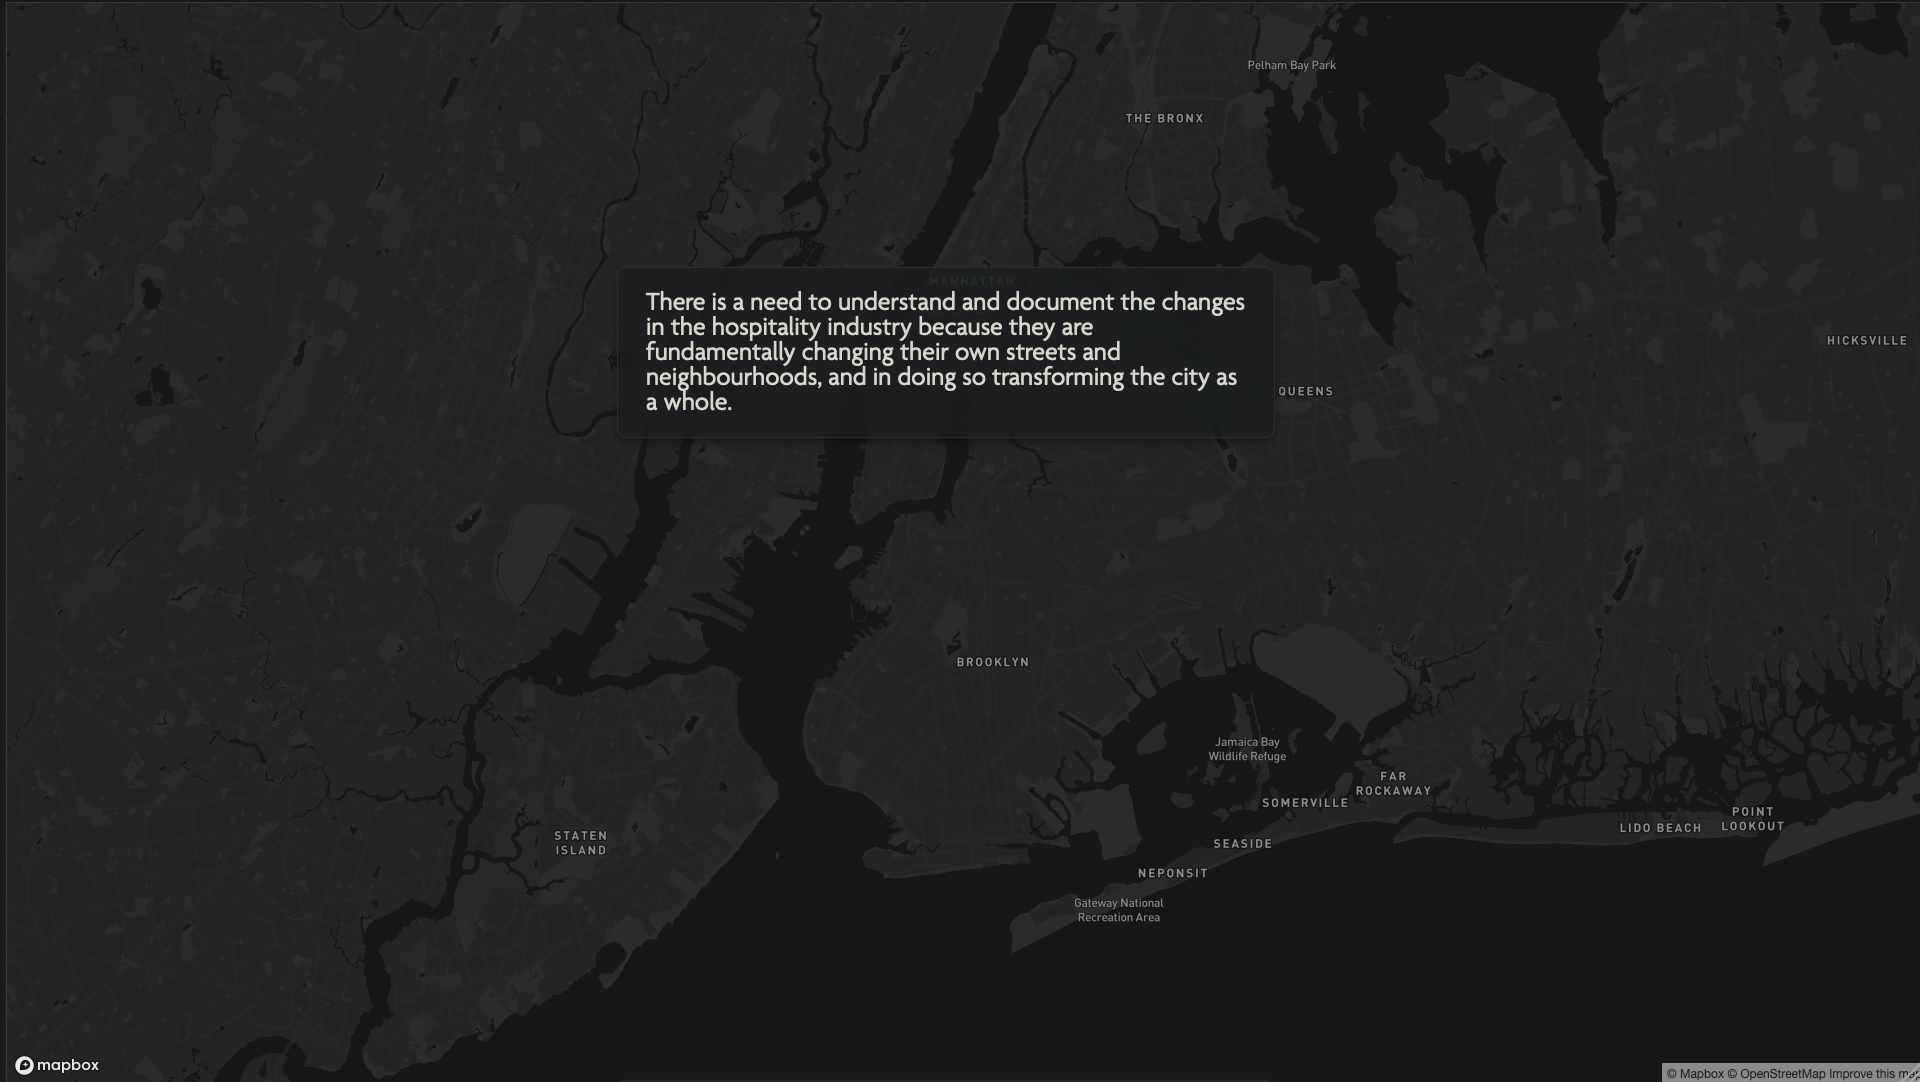 Pelham Bay Park
THE BRONX
MANHATTAN
There is a need to understand and document the changes
in the hospitality industry because they are
fundamentally changing their own streets and
neighbourhoods, and in doing so transforming the city as
a whole.
HICKSVILLE
QUEENS
BROOKLYN
Jamaica Bay
Wildlife Refuge
FAR
ROCKAWAY
SOMERVILLE
POINT
LOOKOUT
LIDO BEACH
STATEN
ISLAND
SEASIDE
NEPONSIT
Gateway National
Recreation Area
mapbox
© Mapbox © OpenStreetMap Improve this map